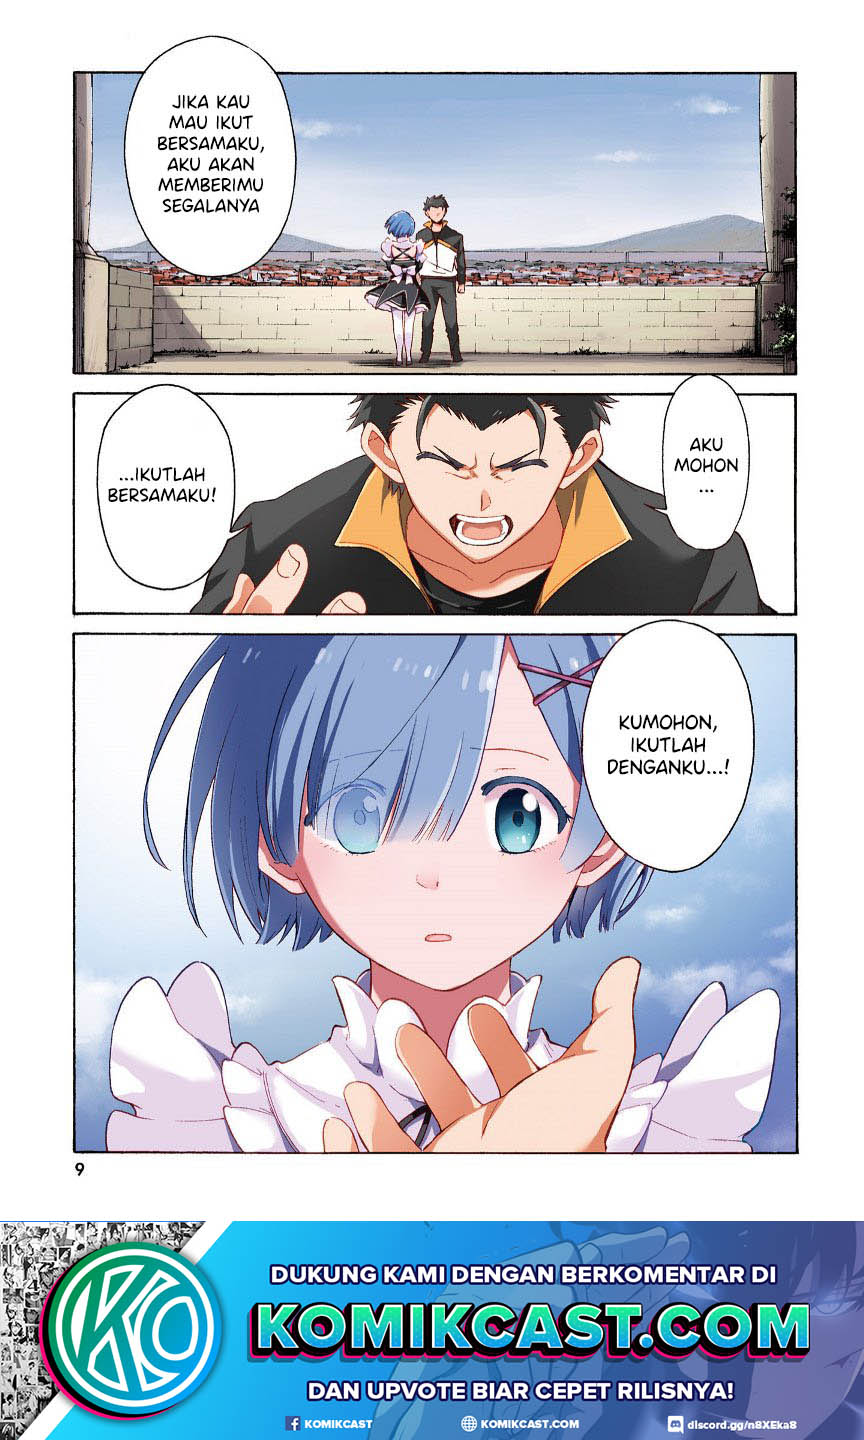 JIKA KAU
MAU IKUT
BERSAMAKU,
AKU AKAN
MEMBERIMU
SEGALANYA
AKU
MOHON
...
...IKUTLAH
BERSAMAKU!
KUMOHON,
IKUTLAH
DENGANKU...!
9
KO
DUKUNG KAMI DENGAN BERKOMENTAR DI
KOMIKCAST.COM
DAN UPVOTE BIAR CEPET RILISNYA!
KOMIKCAST KOMIKCAST.COM discord.gg/n8XEka8